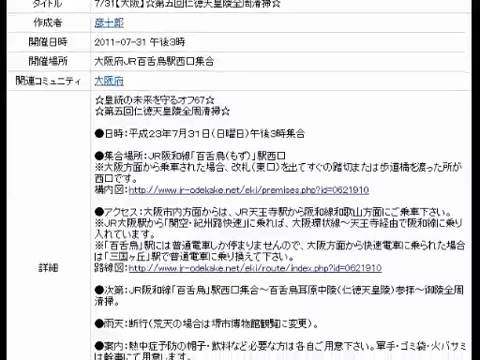 タイトル 7/31【大阪】☆第五回仁徳天皇陵全周清掃☆
作成者 彦十郎
開催日時 2011-07-31 午後3時
開催場所 大阪府JR百舌鳥駅西口集合
関連コミュニティ 大阪府
詳細
☆皇統の未来を守るオフ67☆
☆第五回仁徳天皇陵全周清掃☆
●日時：平成23年7月31日（日曜日）午後3時集合
●集合場所：JR阪和線「百舌鳥（もず）」駅西口
※大阪方面から乗車された場合、改札（東口）を出てすぐの踏切または歩道橋を渡った所が
西口です。
構内図：http://www.jr-odekake.net/eki/premises.php?id=0621910
●アクセス：大阪市内方面からは、JR天王寺駅から阪和線和歌山方面にご乗車下さい。
※JR大阪駅から「関空・紀州路快速」に乗れば、大阪環状線～天王寺経由で阪和線に乗り
入れています。
※「百舌鳥」駅には普通電車しか停まりませんので、大阪方面から快速電車に乗られた場合
は「三国ヶ丘」駅で普通電車に乗り換えて下さい。
路線図：http://www.jr-odekake.net/eki/route/index.php?id=0621910
●次第：JR阪和線「百舌鳥」駅西口集合～百舌鳥耳原中陵（仁徳天皇陵）参拝～御陵全周
清掃。
●雨天：断行（荒天の場合は堺市博物館観覧に変更）。
●案内：熱中症予防の帽子・飲料など必要な方は各自ご用意下さい。軍手・ゴミ袋・火バサミ
は幹事にて用意します。